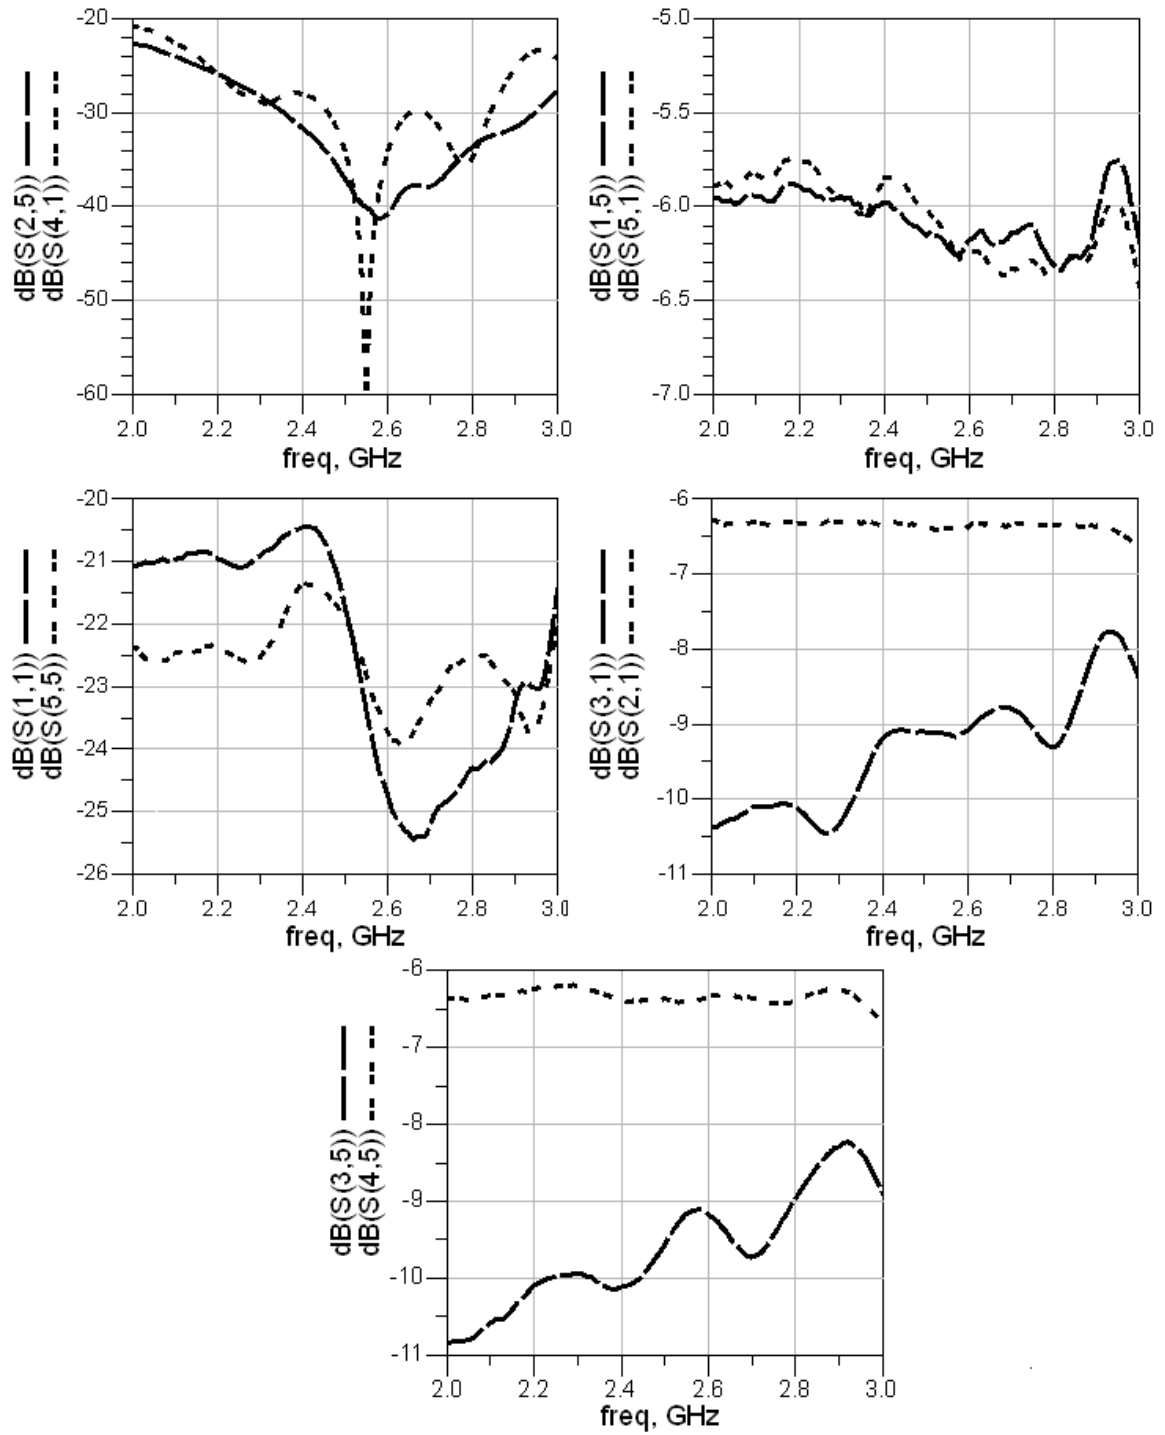 -20
-30
-40
-50
-60
2.0 2.2 2.4 2.6 2.8 3.0
freq, GHz
dB(S(2,5))
dB(S(4,1))
-5.0
-5.5
-6.0
-6.5
-7.0
2.0 2.2 2.4 2.6 2.8 3.0
freq, GHz
dB(S(1,5))
dB(S(5,1))
-20
-21
-22
-23
-24
-25
-26
2.0 2.2 2.4 2.6 2.8 3.0
freq, GHz
dB(S(1,1))
dB(S(5,5))
-6
-7
-8
-9
-10
-11
2.0 2.2 2.4 2.6 2.8 3.0
freq, GHz
dB(S(3,1))
dB(S(2,1))
-6
-7
-8
-9
-10
-11
2.0 2.2 2.4 2.6 2.8 3.0
freq, GHz
dB(S(3,5))
dB(S(4,5))